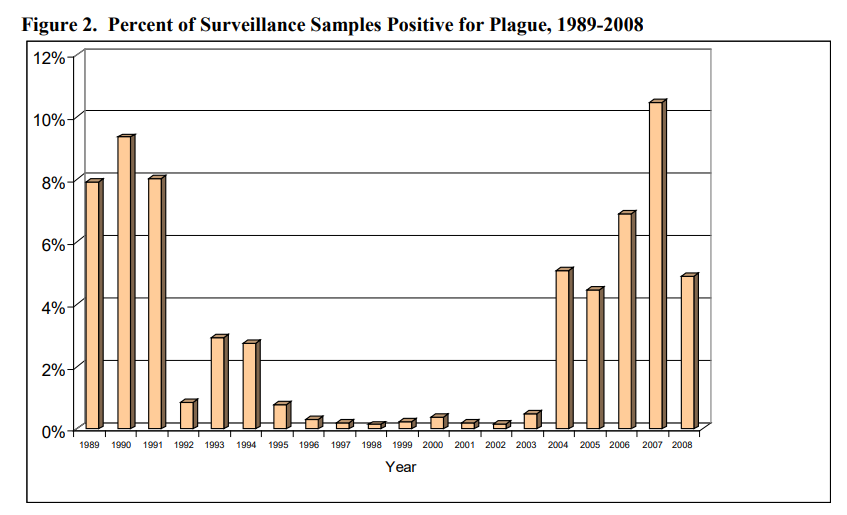 Figure 2. Percent of Surveillance Samples Positive for Plague, 1989-2008
12%
10%
8%
6%
4%
2%
0%
1989 1990 1991 1992 1993 1994 1995 1996 1997 1998 1999 2000 2001 2002 2003 2004 2005 2006 2007 2008
Year